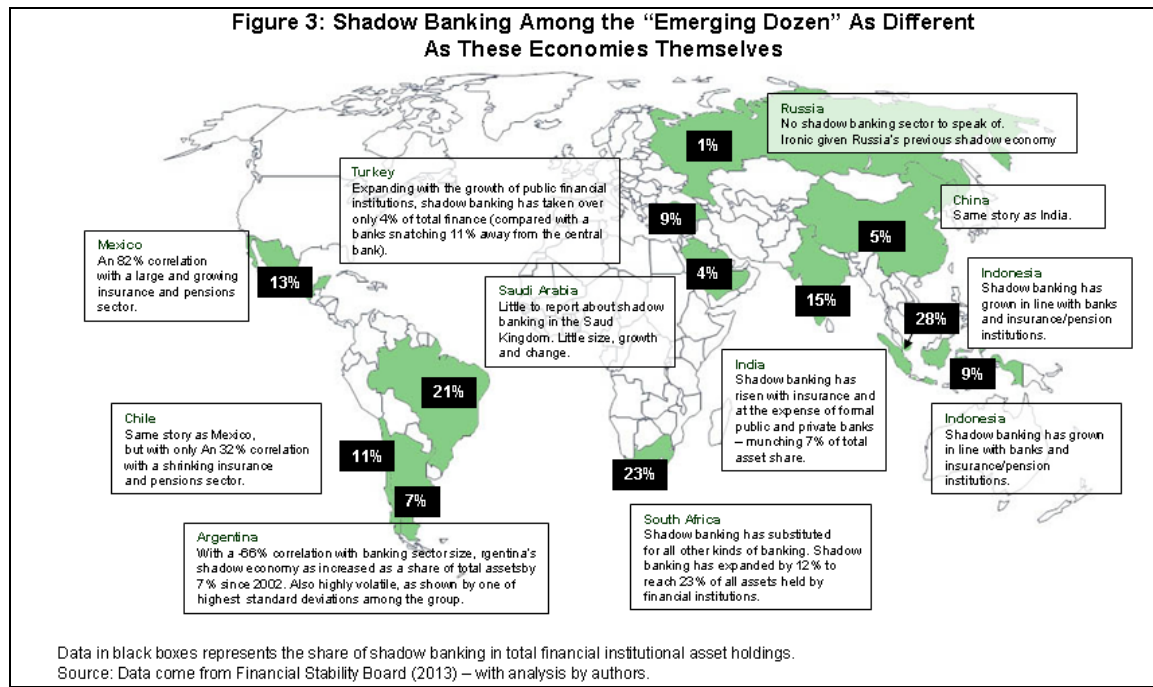 Figure 3: Shadow Banking Among the “Emerging Dozen” As Different
As These Economies Themselves
Russia
No shadow banking sector to speak of.
Ironic given Russia's previous shadow economy
1%
Turkey
Expanding with the growth of public financial
institutions, shadow banking has taken over
only 4% of total finance (compared with a
banks snatching 11% away from the central
bank).
9%
China
Same story as India.
5%
Mexico
An 82% correlation
with a large and growing
insurance and pensions
sector.
13%
Saudi Arabia
Little to report about shadow
banking in the Saud
Kingdom. Little size, growth
and change.
4%
15%
Indonesia
Shadow banking has
grown in line with banks
and insurance/pension
institutions.
28%
India
Shadow banking has
risen with insurance and
at the expense of formal
public and private banks
– munching 7% of total
asset share.
9%
21%
Chile
Same story as Mexico,
but with only An 32% correlation
with a shrinking insurance
and pensions sector.
11%
Indonesia
Shadow banking has grown
in line with banks and
insurance/pension
institutions.
23%
7%
Argentina
With a -66% correlation with banking sector size, rgentina's
shadow economy as increased as a share of total assetsby
7% since 2002. Also highly volatile, as shown by one of
highest standard deviations among the group.
South Africa
Shadow banking has substituted
for all other kinds of banking. Shadow
banking has expanded by 12% to
reach 23% of all assets held by
financial institutions.
Data in black boxes represents the share of shadow banking in total financial institutional asset holdings.
Source: Data come from Financial Stability Board (2013) – with analysis by authors.